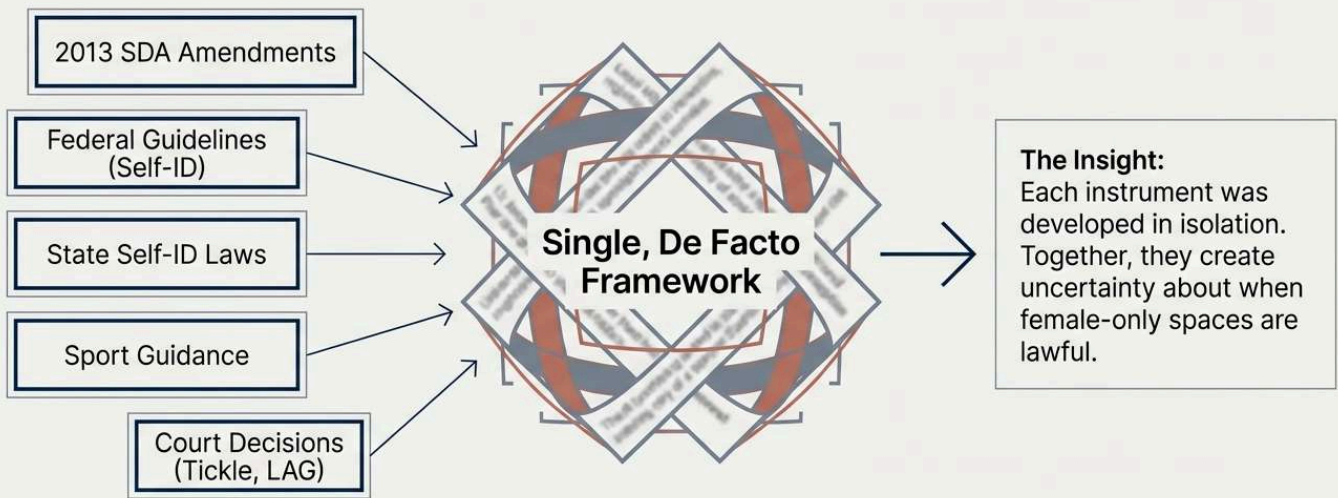 2013 SDA Amendments
Federal Guidelines
(Self-ID)
State Self-ID Laws
Sport Guidance
Court Decisions
(Tickle, LAG)
Single, De Facto
Framework
The Insight:
Each instrument was
developed in isolation.
Together, they create
uncertainty about when
female-only spaces are
lawful.